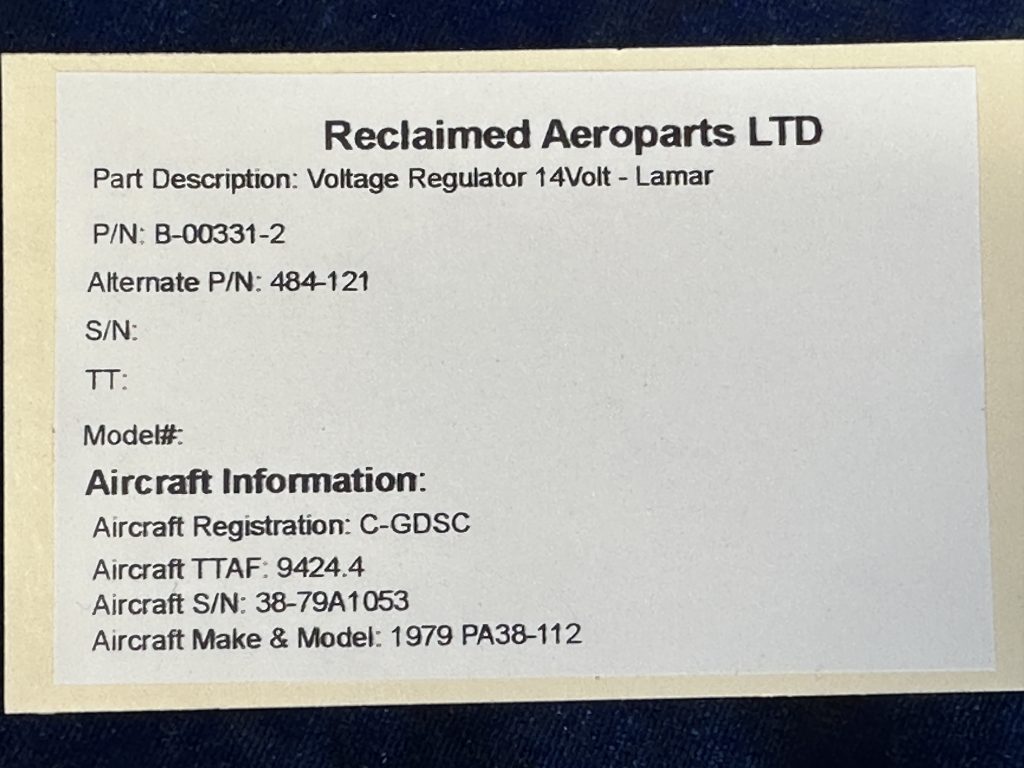 Reclaimed Aeroparts LTD
Part Description: Voltage Regulator 14Volt - Lamar
P/N: B-00331-2
Alternate P/N: 484-121
S/N:
TT:
Model#:
Aircraft Information:
Aircraft Registration: C-GDSC
Aircraft TTAF: 9424.4
Aircraft S/N: 38-79A1053
Aircraft Make & Model: 1979 PA38-112